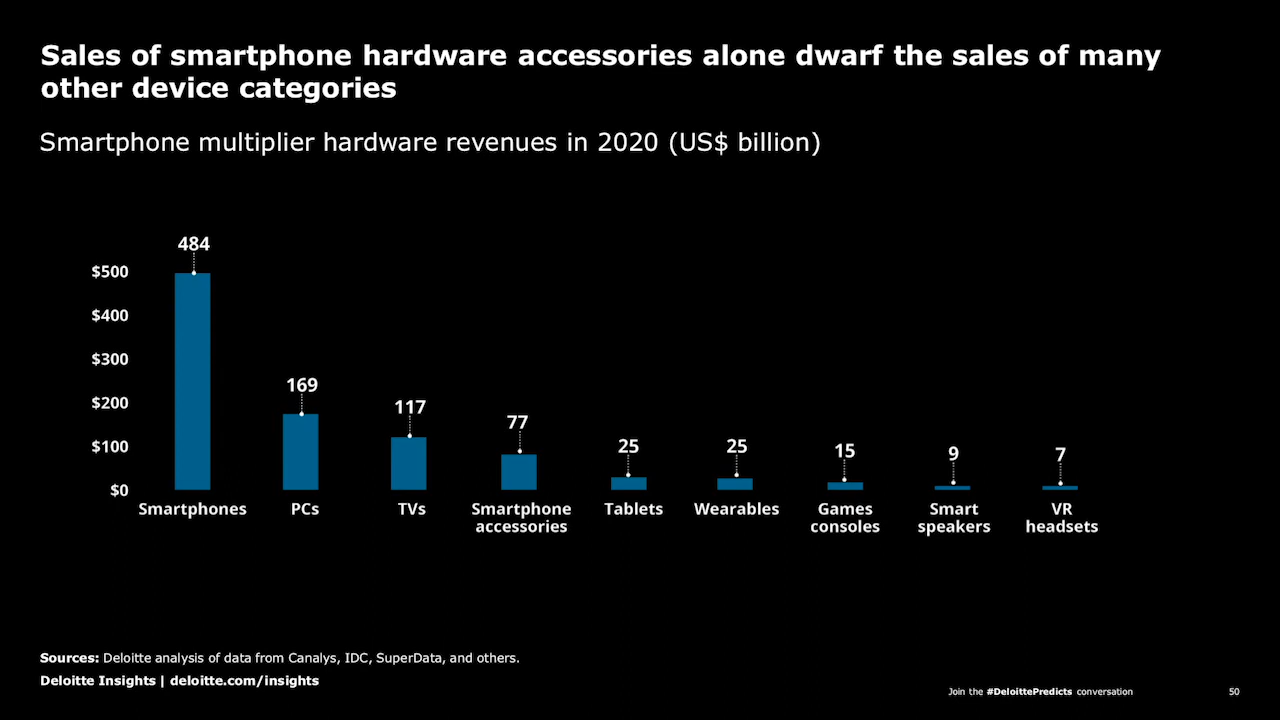 Sales of smartphone hardware accessories alone dwarf the sales of many
other device categories
Smartphone multiplier hardware revenues in 2020 (US$ billion)
484
$500
$400
$300
169
$200
117
77
$100
25
25
15
9
7
$0
Smartphones
PCs
TVs
Smartphone
accessories
Tablets
Wearables
Games
consoles
Smart
speakers
VR
headsets
Sources: Deloitte analysis of data from Canalys, IDC, SuperData, and others.
Deloitte Insights | deloitte.com/insights
Join the #DeloittePredicts conversation
50